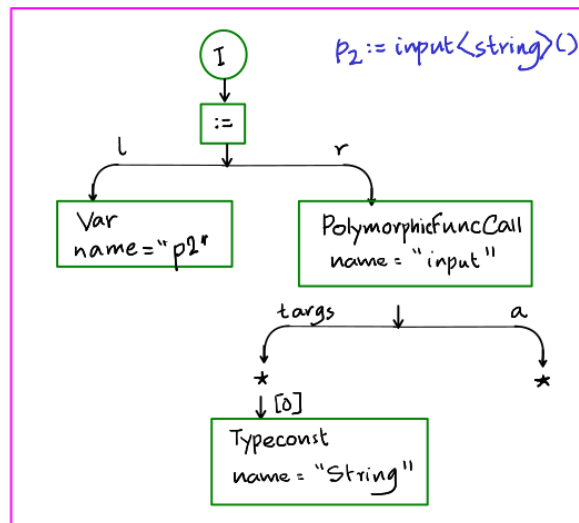 p2 := input<string>()
I
:=
l r
Var
name="p2"
PolymorphicFuncCall
name = "input"
targs a
* *
[0]
Typeconst
name = "String"